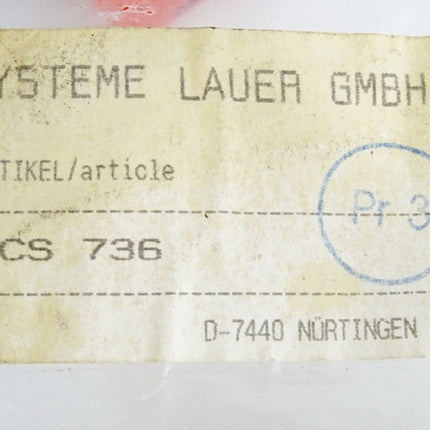 YSTEME LAUER GMBH
TIKEL/article
Pr 3
CS 736
D-7440 NÜRTINGEN